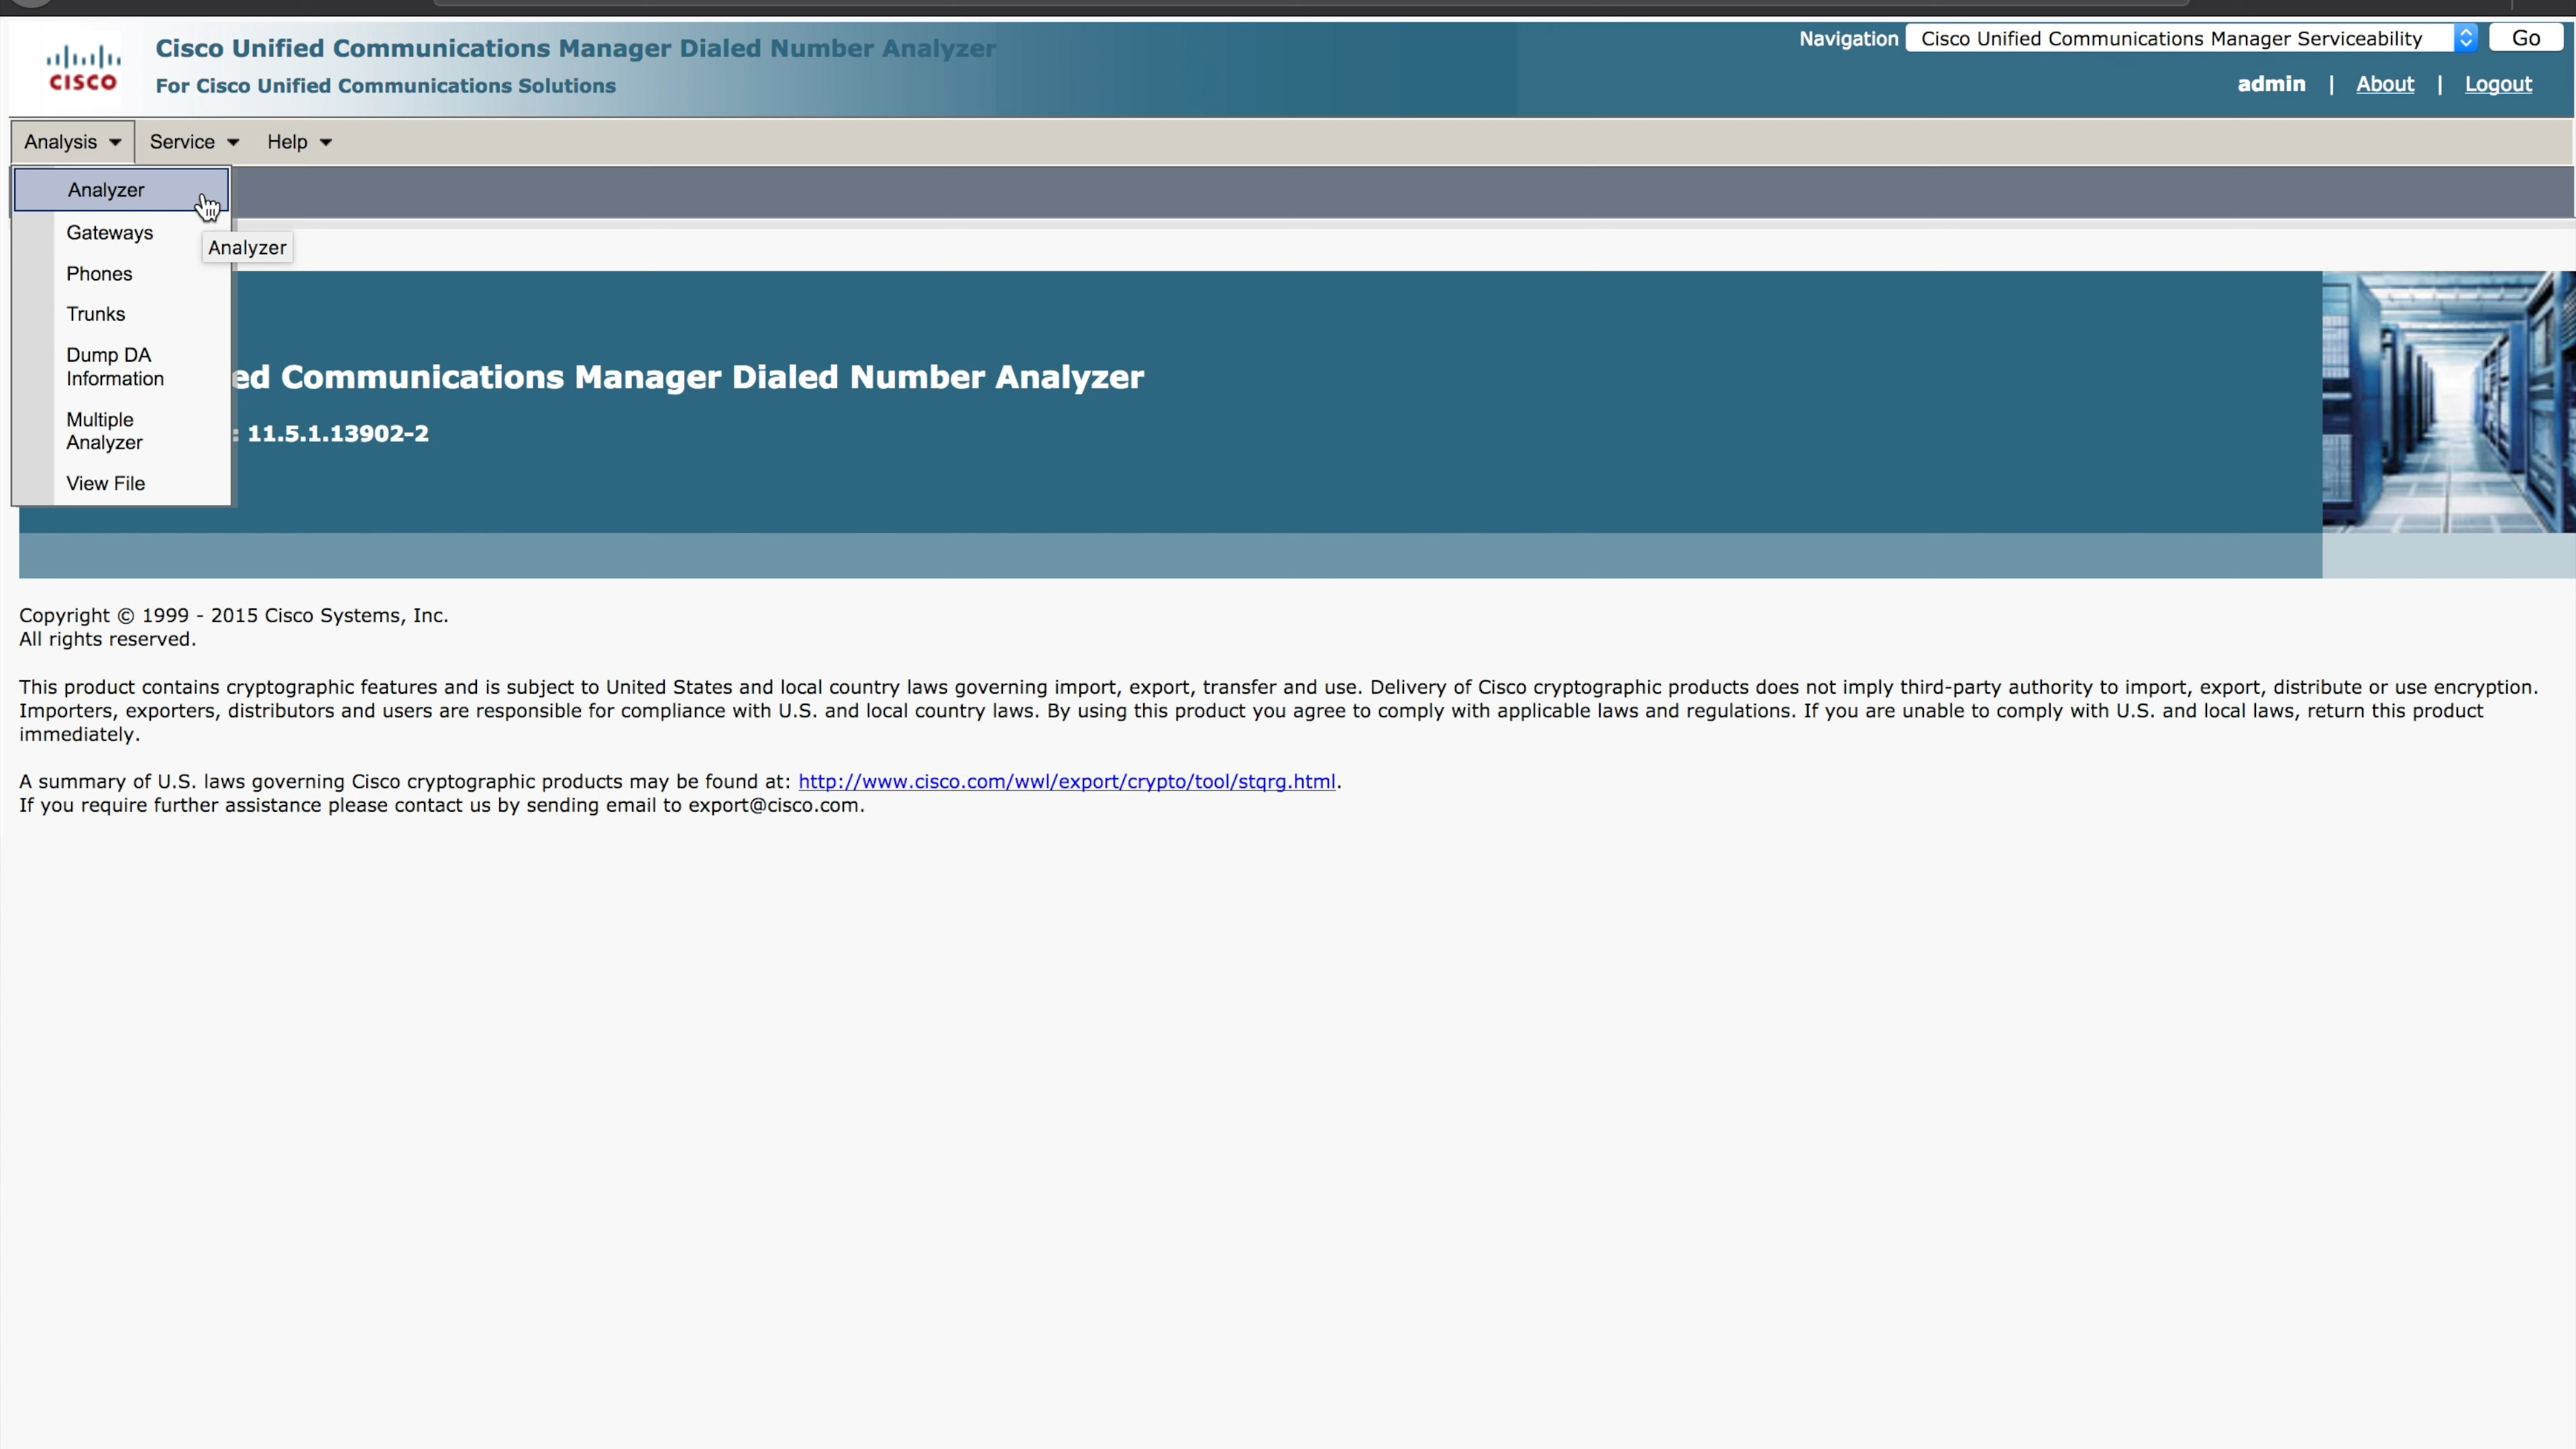 Cisco Unified Communications Manager Dialed Number Analyzer
For Cisco Unified Communications Solutions
CISCO
Navigation Cisco Unified Communications Manager Serviceability Go
admin | About | Logout
Analysis Service Help
Analyzer
Gateways
Analyzer
Phones
Trunks
Dump DA
Information
ed Communications Manager Dialed Number Analyzer
Multiple
Analyzer
: 11.5.1.13902-2
View File
Copyright © 1999 - 2015 Cisco Systems, Inc.
All rights reserved.
This product contains cryptographic features and is subject to United States and local country laws governing import, export, transfer and use. Delivery of Cisco cryptographic products does not imply third-party authority to import, export, distribute or use encryption.
Importers, exporters, distributors and users are responsible for compliance with U.S. and local country laws. By using this product you agree to comply with applicable laws and regulations. If you are unable to comply with U.S. and local laws, return this product
immediately.
A summary of U.S. laws governing Cisco cryptographic products may be found at: http://www.cisco.com/wwl/export/crypto/tool/stqrg.html.
If you require further assistance please contact us by sending email to export@cisco.com.